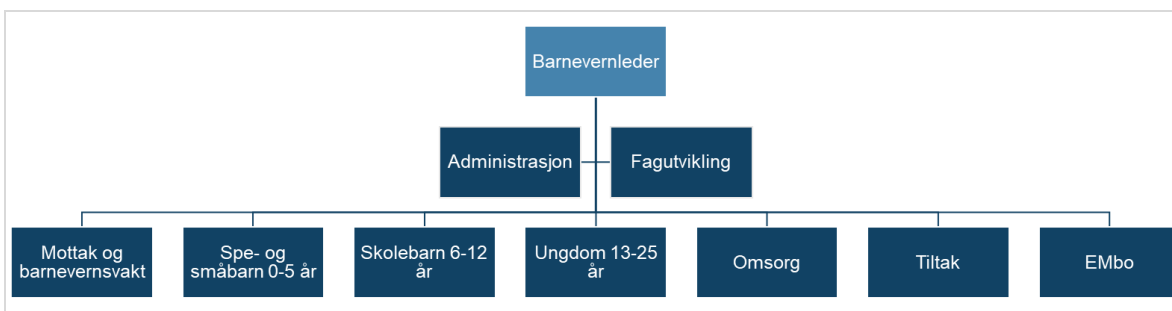 Barnevernleder
Administrasjon
Fagutvikling
Mottak og
barnevernsvakt
Spe- og
småbarn 0-5 år
Skolebarn 6-12
år
Ungdom 13-25
år
Omsorg
Tiltak
EMbo